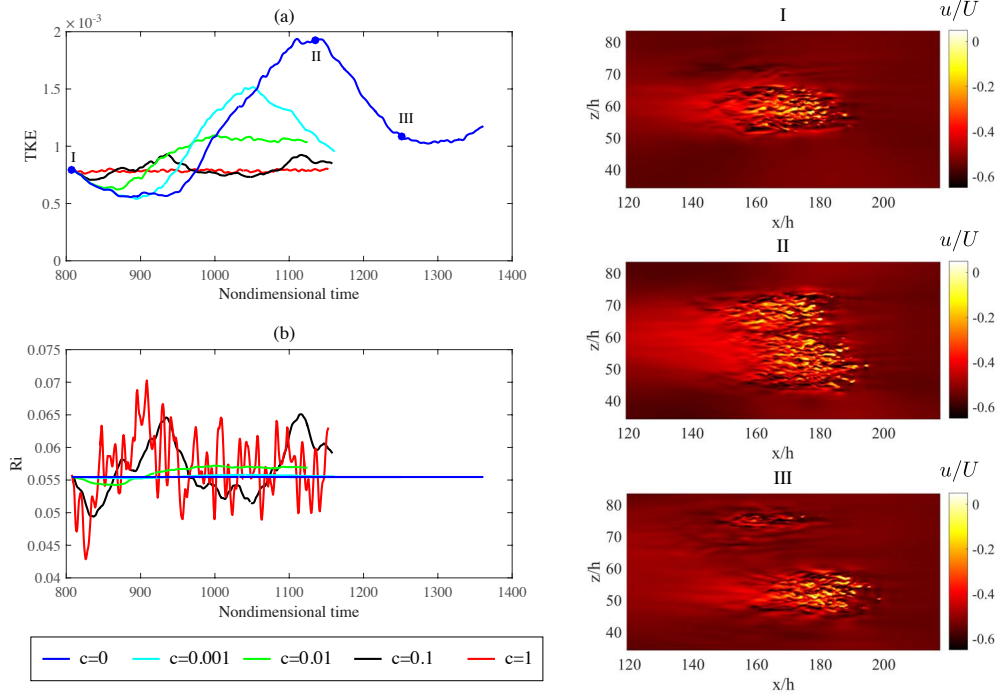 (a)
× 10⁻³
2
1.5
1
0.5
0
TKE
I
II
III
800 900 1000 1100 1200 1300 1400
Nondimensional time
(b)
0.075
0.07
0.065
0.06
0.055
0.05
0.045
0.04
Ri
800 900 1000 1100 1200 1300 1400
Nondimensional time
c=0 c=0.001 c=0.01 c=0.1 c=1
I
u/U
80
70
60
50
40
z/h
120 140 160 180 200
x/h
0
-0.2
-0.4
-0.6
II
u/U
80
70
60
50
40
z/h
120 140 160 180 200
x/h
0
-0.2
-0.4
-0.6
III
u/U
80
70
60
50
40
z/h
120 140 160 180 200
x/h
0
-0.2
-0.4
-0.6